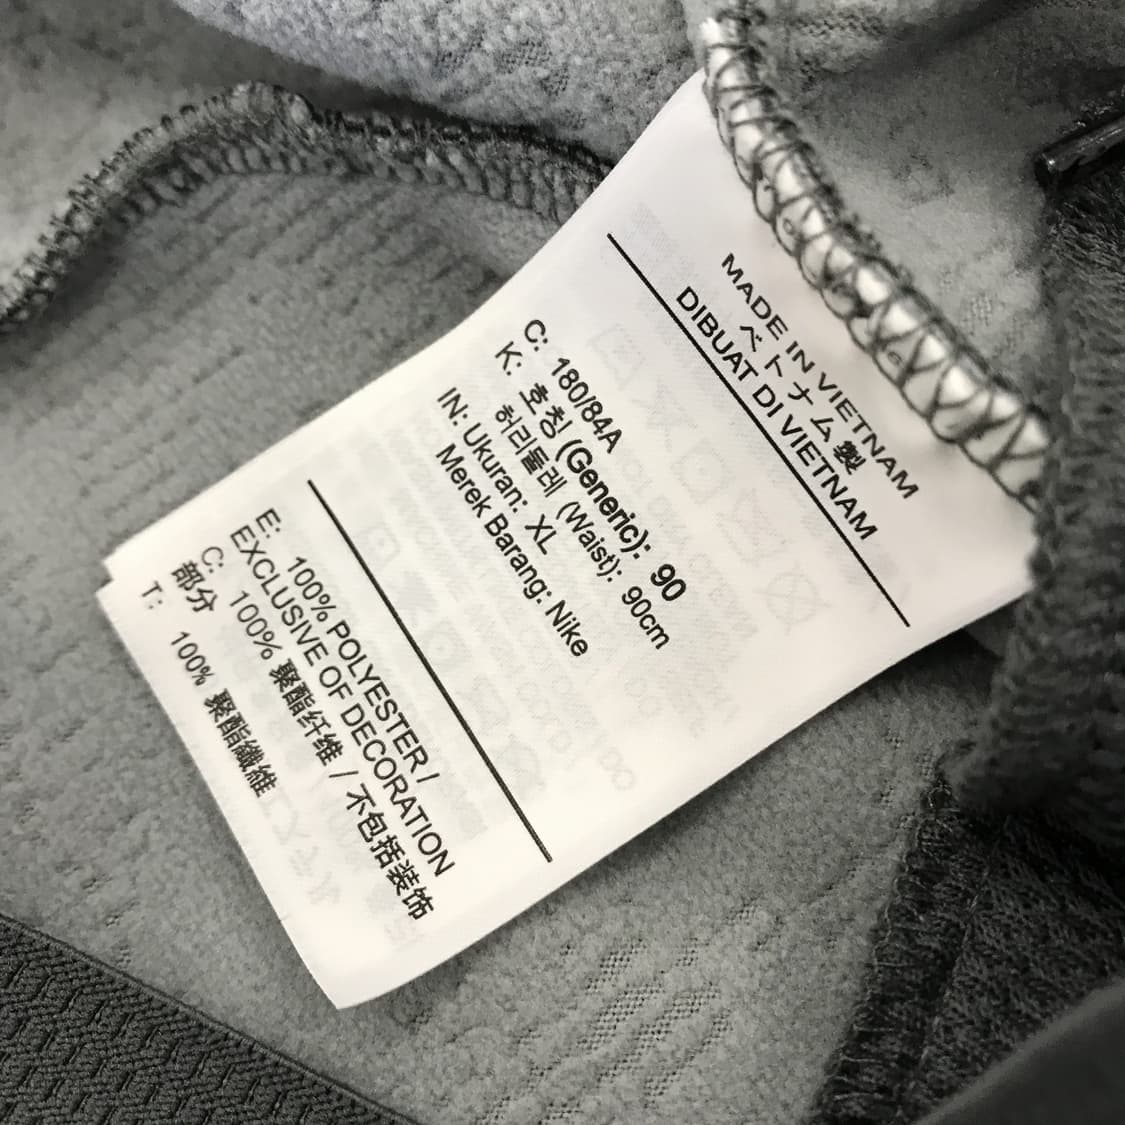 MADE IN VIETNAM
ベトナム製
DIBUAT DI VIETNAM
C: 180/84A
K: 호칭 (Generic): 90
허리둘레 (Waist): 90cm
IN: Ukuran: XL
Merek Barang: Nike
E: 100% POLYESTER /
EXCLUSIVE OF DECORATION
C: 100% 聚酯纤维 / 不包括装饰
部分
T: 100% 聚酯纖維